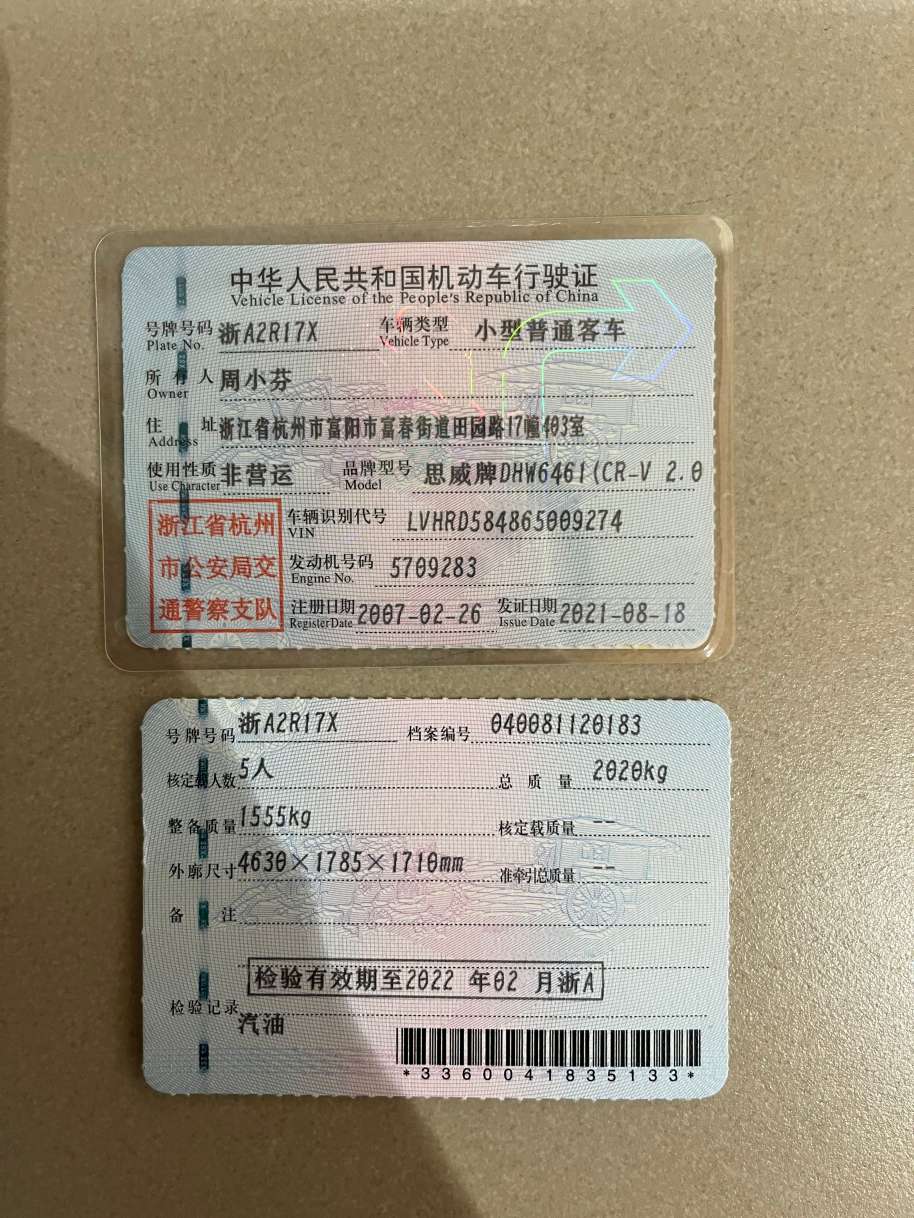 中华人民共和国机动车行驶证
Vehicle License of the People's Republic of China
号牌号码 浙A2R17X 车辆类型 小型普通客车
Plate No. Vehicle Type
所有人 周小芬
Owner
住址 浙江省杭州市富阳市富春街道田园路17幢403室
Address
使用性质 非营运 品牌型号 思威牌DHW6461(CR-V 2.0
Use Character Model
浙江省杭州
市公安局交
通警察支队
车辆识别代号 LVHRD584865009274
VIN
发动机号码 5709283
Engine No.
注册日期 2007-02-26 发证日期 2021-08-18
Register Date Issue Date
号牌号码 浙A2R17X 档案编号 040081120183
核定载人数 5人 总质量 2020kg
整备质量 1555kg 核定载质量 --
外廓尺寸 4630×1785×1710mm 准牵引总质量 --
备注
检验有效期至2022 年02 月浙A
检验记录
汽油
*3360041835133*